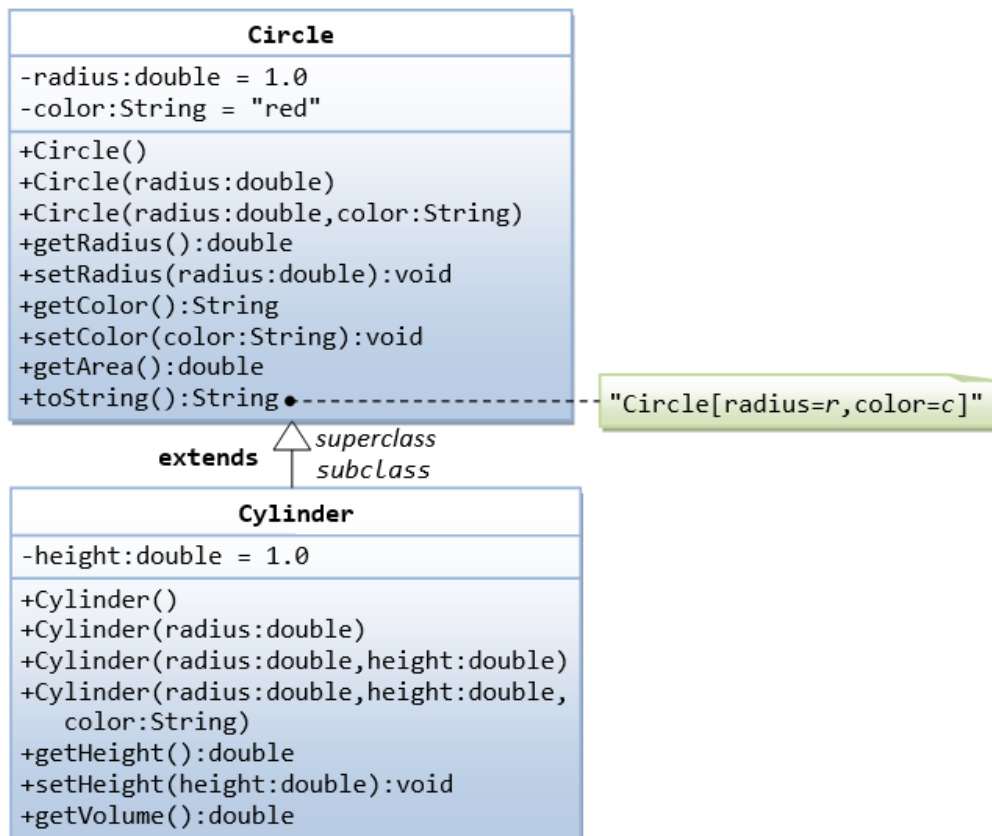 Circle
-radius:double = 1.0
-color:String = "red"
+Circle()
+Circle(radius:double)
+Circle(radius:double,color:String)
+getRadius():double
+setRadius(radius:double):void
+getColor():String
+setColor(color:String):void
+getArea():double
+toString():String
"Circle[radius=r,color=c]"
superclass
extends
subclass
Cylinder
-height:double = 1.0
+Cylinder()
+Cylinder(radius:double)
+Cylinder(radius:double,height:double)
+Cylinder(radius:double,height:double,
color:String)
+getHeight():double
+setHeight(height:double):void
+getVolume():double